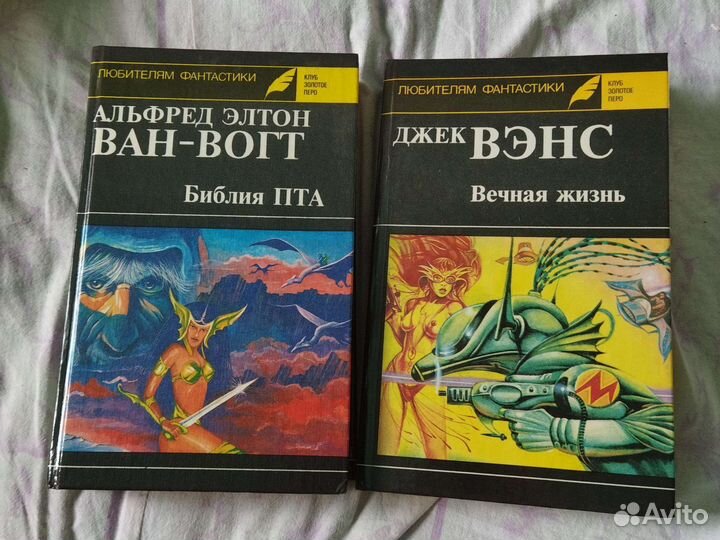 ЛЮБИТЕЛЯМ ФАНТАСТИКИ
КЛУБ
ЗОЛОТОЕ
ПЕРО
АЛЬФРЕД ЭЛТОН
ВАН-ВОГТ
Библия ПТА
ЛЮБИТЕЛЯМ ФАНТАСТИКИ
КЛУБ
ЗОЛОТОЕ
ПЕРО
ДЖЕК ВЭНС
Вечная жизнь
Avito